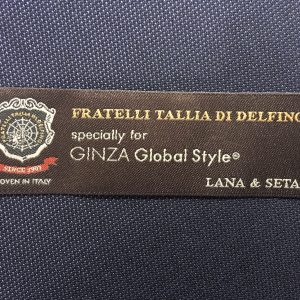 FRATELLI TALLIA DI DELFINO
specially for
GINZA Global Style®
SINCE 1903
WOVEN IN ITALY
LANA & SETA